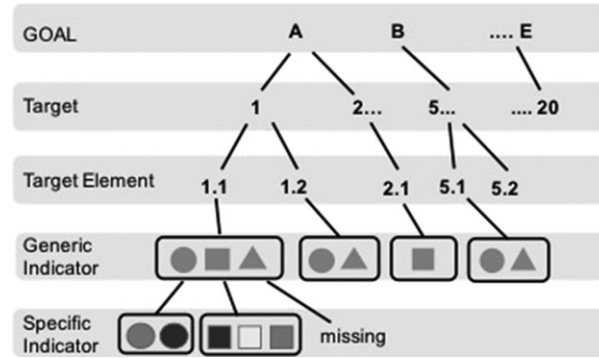 GOAL A B .... E
Target 1 2... 5... .... 20
Target Element 1.1 1.2 2.1 5.1 5.2
Generic
Indicator
Specific
Indicator missing